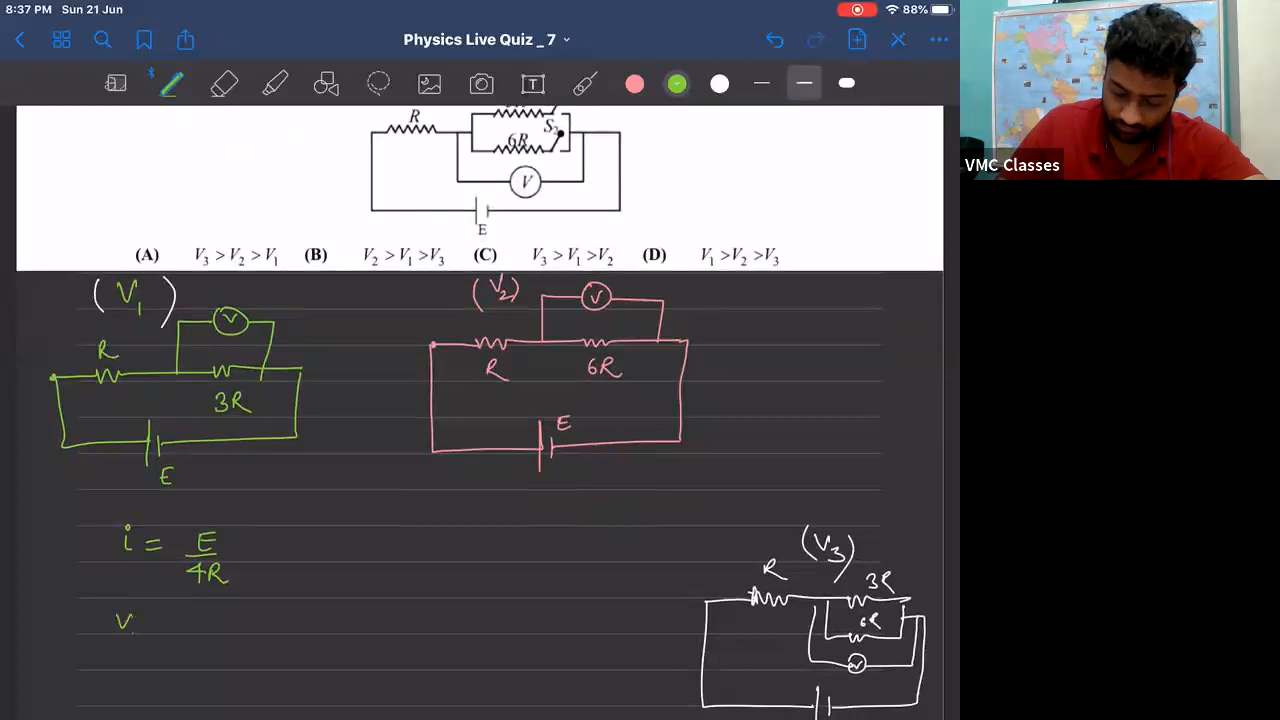 8:37 PM Sun 21 Jun
88%
Physics Live Quiz _ 7
T
R
S2
6R
V
E
(A) V3 > V2 > V1 (B) V2 > V1 > V3 (C) V3 > V1 > V2 (D) V1 > V2 > V3
(V1)
V
R
3R
E
(V2)
V
R
6R
E
i = E/4R
V
(V3)
R
3R
6R
V
VMC Classes